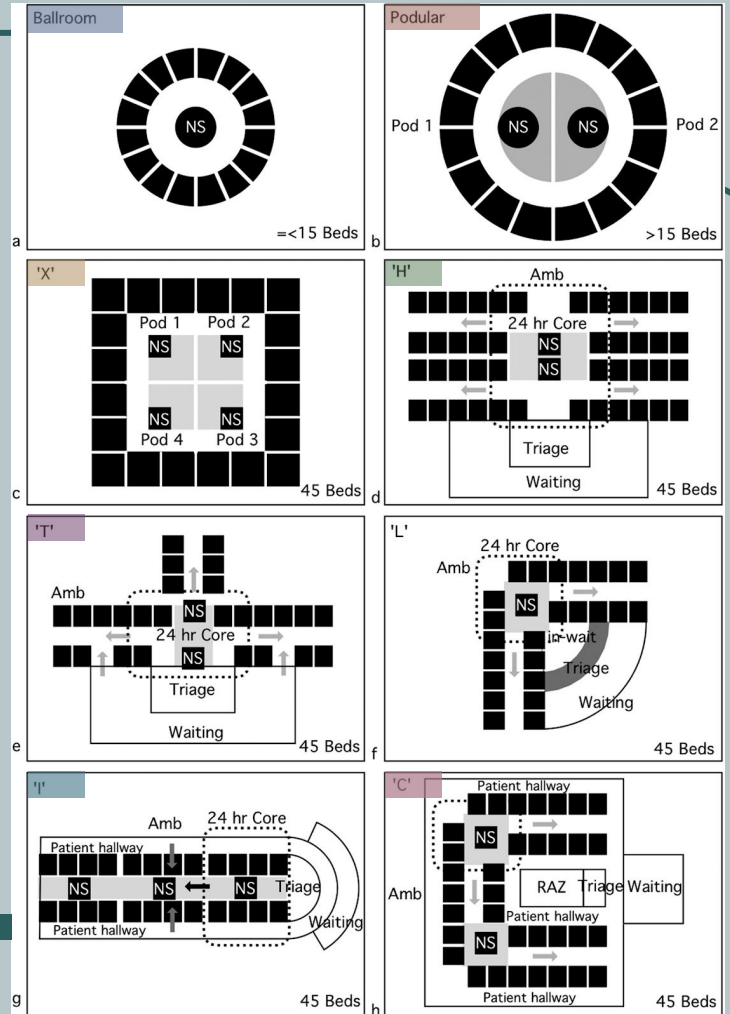 Ballroom
NS
a
=<15 Beds
Podular
Pod 1
NS
NS
Pod 2
b
>15 Beds
'X'
Pod 1
Pod 2
NS
NS
NS
NS
Pod 4
Pod 3
c
45 Beds
'H'
Amb
24 hr Core
NS
NS
Triage
Waiting
d
45 Beds
'T'
Amb
NS
24 hr Core
NS
Triage
Waiting
e
45 Beds
'L'
24 hr Core
Amb
NS
in-wait
Triage
Waiting
f
45 Beds
'I'
Amb
24 hr Core
Patient hallway
NS
NS
NS
Triage
Waiting
Patient hallway
g
45 Beds
'C'
Patient hallway
NS
Amb
RAZ
Triage
Waiting
Patient hallway
NS
Patient hallway
h
45 Beds